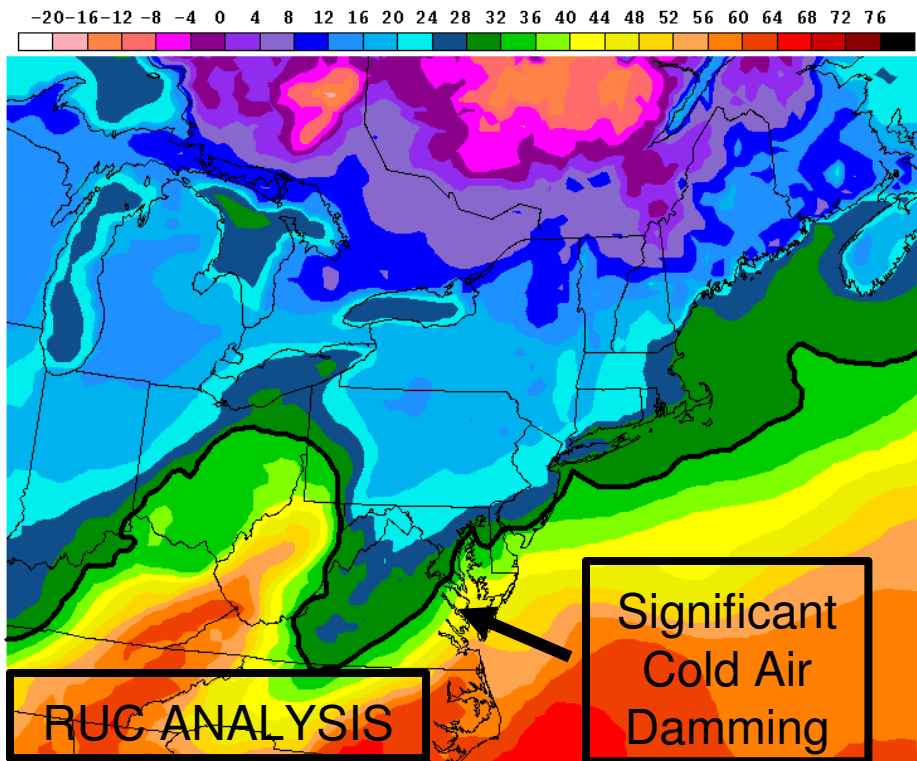 -20-16-12 -8 -4 0 4 8 12 16 20 24 28 32 36 40 44 48 52 56 60 64 68 72 76
RUC ANALYSIS
Significant
Cold Air
Damming